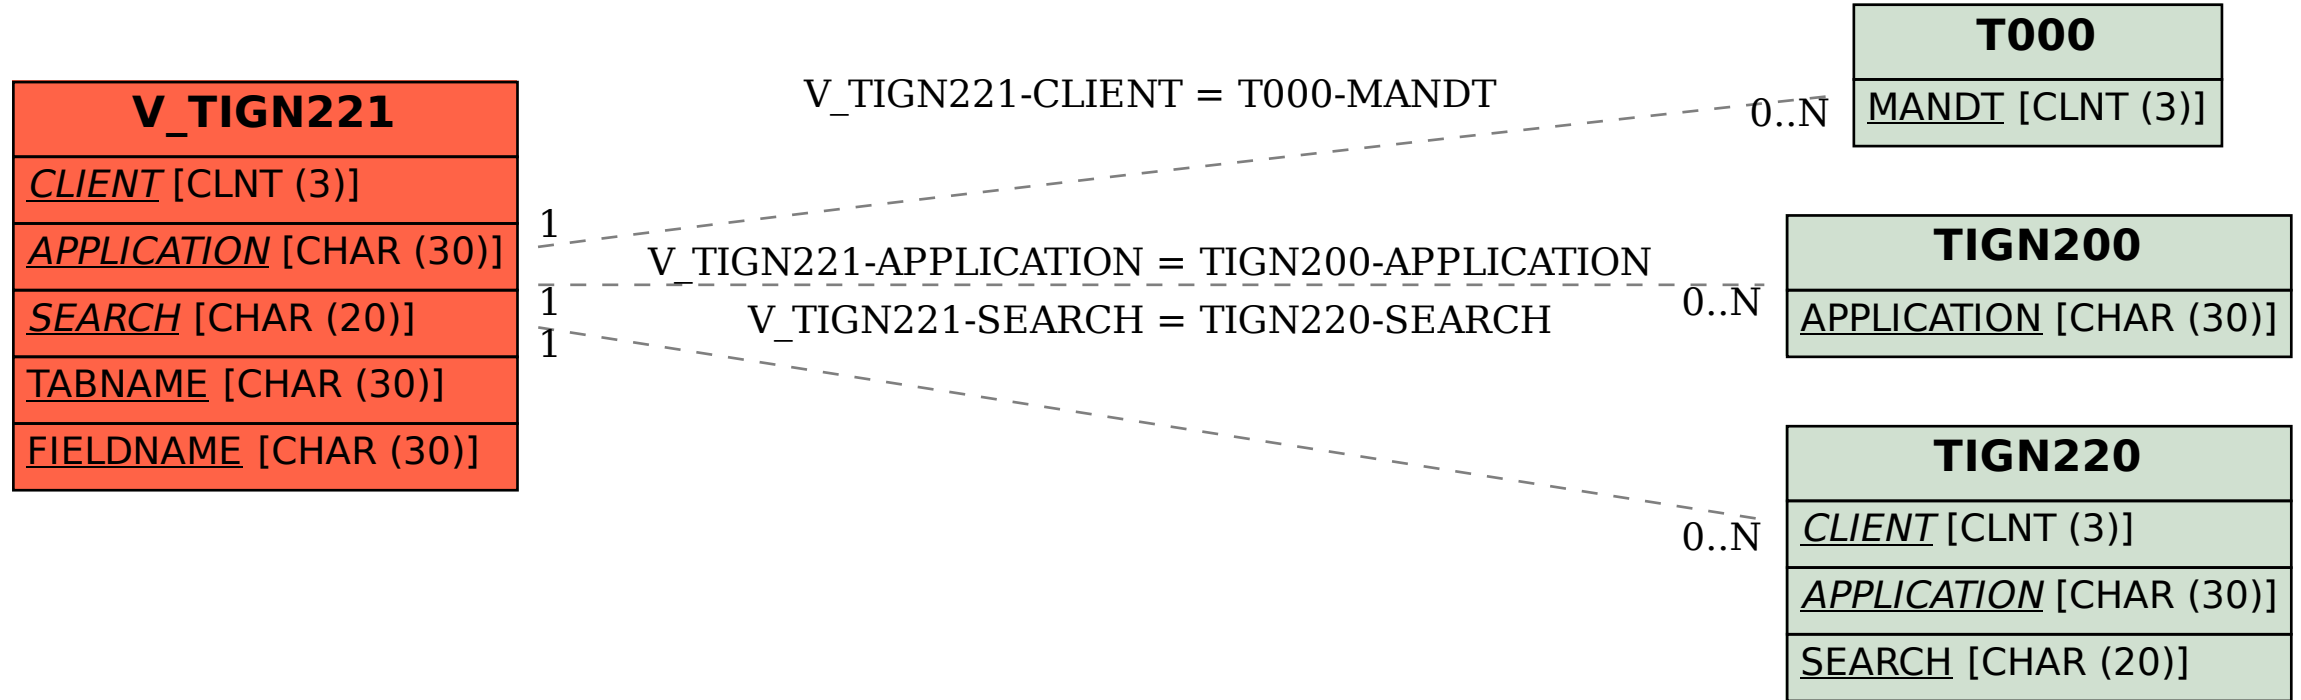 V_TIGN221
CLIENT [CLNT (3)]
APPLICATION [CHAR (30)]
SEARCH [CHAR (20)]
TABNAME [CHAR (30)]
FIELDNAME [CHAR (30)]
V_TIGN221-CLIENT = T000-MANDT
1
0..N
V_TIGN221-APPLICATION = TIGN200-APPLICATION
1
0..N
V_TIGN221-SEARCH = TIGN220-SEARCH
1
0..N
T000
MANDT [CLNT (3)]
TIGN200
APPLICATION [CHAR (30)]
TIGN220
CLIENT [CLNT (3)]
APPLICATION [CHAR (30)]
SEARCH [CHAR (20)]